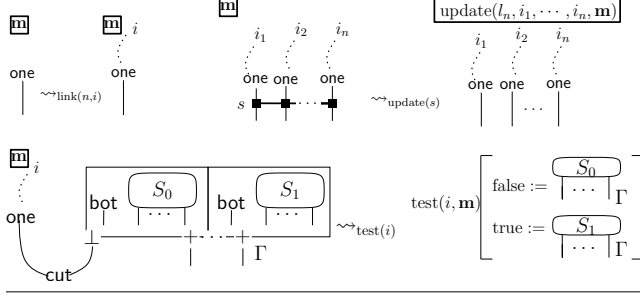 m m i
one one
⇝link(n,i)
m
i1 i2 in
one one one
s
⇝update(s)
update(ln, i1, · · · , in, m)
i1 i2 in
one one one
· · ·
m i
one
cut
⊥
bot S0 · · ·
bot S1 · · ·
Γ
⇝test(i)
test(i, m)
false := S0 · · · Γ
true := S1 · · · Γ